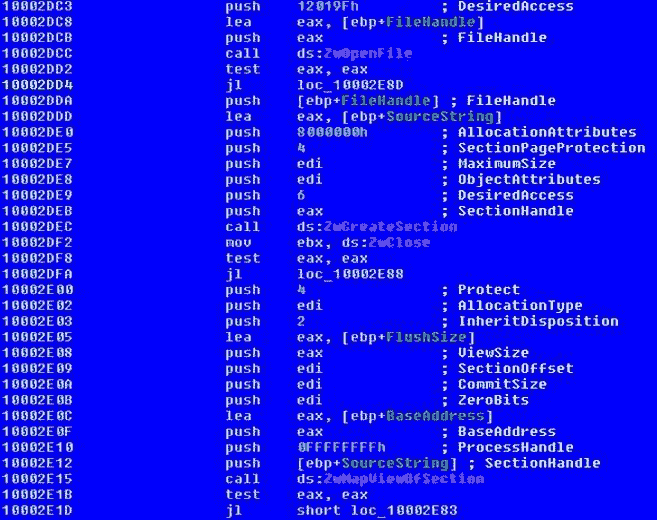 10002DC3 push 12019Fh ; DesiredAccess
10002DC8 lea eax, [ebp+FileHandle]
10002DCB push eax ; FileHandle
10002DCC call ds:ZwOpenFile
10002DD2 test eax, eax
10002DD4 jl loc_10002E8D
10002DDA push [ebp+FileHandle] ; FileHandle
10002DDD lea eax, [ebp+SourceString]
10002DE0 push 8000000h ; AllocationAttributes
10002DE5 push 4 ; SectionPageProtection
10002DE7 push edi ; MaximumSize
10002DE8 push edi ; ObjectAttributes
10002DE9 push 6 ; DesiredAccess
10002DEB push eax ; SectionHandle
10002DEC call ds:ZwCreateSection
10002DF2 mov ebx, ds:ZwClose
10002DF8 test eax, eax
10002DFA jl loc_10002E88
10002E00 push 4 ; Protect
10002E02 push edi ; AllocationType
10002E03 push 2 ; InheritDisposition
10002E05 lea eax, [ebp+FlushSize]
10002E08 push eax ; ViewSize
10002E09 push edi ; SectionOffset
10002E0A push edi ; CommitSize
10002E0B push edi ; ZeroBits
10002E0C lea eax, [ebp+BaseAddress]
10002E0F push eax ; BaseAddress
10002E10 push 0FFFFFFFFh ; ProcessHandle
10002E12 push [ebp+SourceString] ; SectionHandle
10002E15 call ds:ZwMapViewOfSection
10002E1B test eax, eax
10002E1D jl short loc_10002E83